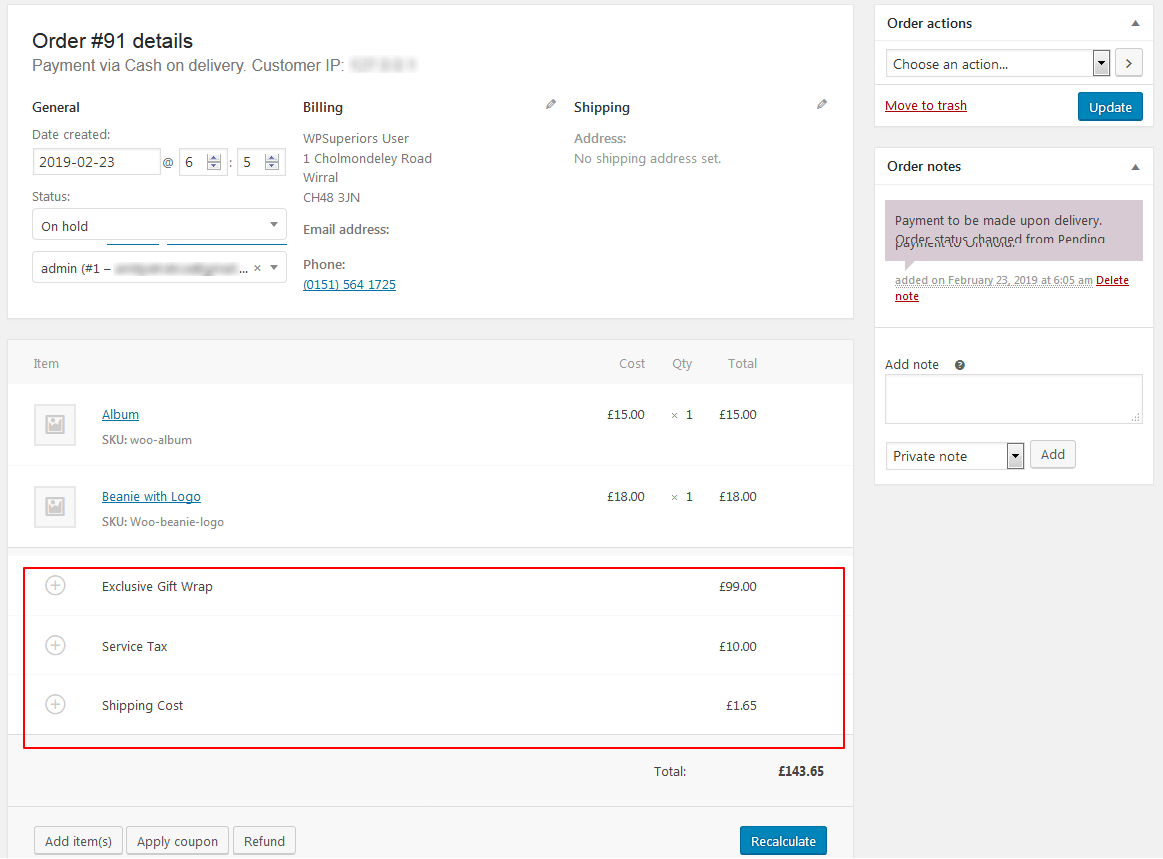 Order #91 details
Payment via Cash on delivery. Customer IP:
General
Date created:
2019-02-23 @ 6 : 5
Status:
On hold
admin (#1 – ... ×
Billing
WPSuperiors User
1 Cholmondeley Road
Wirral
CH48 3JN
Email address:
Phone:
(0151) 564 1725
Shipping
Address:
No shipping address set.
Item Cost Qty Total
Album £15.00 × 1 £15.00
SKU: woo-album
Beanie with Logo £18.00 × 1 £18.00
SKU: Woo-beanie-logo
Exclusive Gift Wrap £99.00
Service Tax £10.00
Shipping Cost £1.65
Total: £143.65
Add item(s) Apply coupon Refund Recalculate
Order actions
Choose an action...
Move to trash Update
Order notes
Payment to be made upon delivery.
Order status changed from Pending
added on February 23, 2019 at 6:05 am Delete
note
Add note
Private note Add